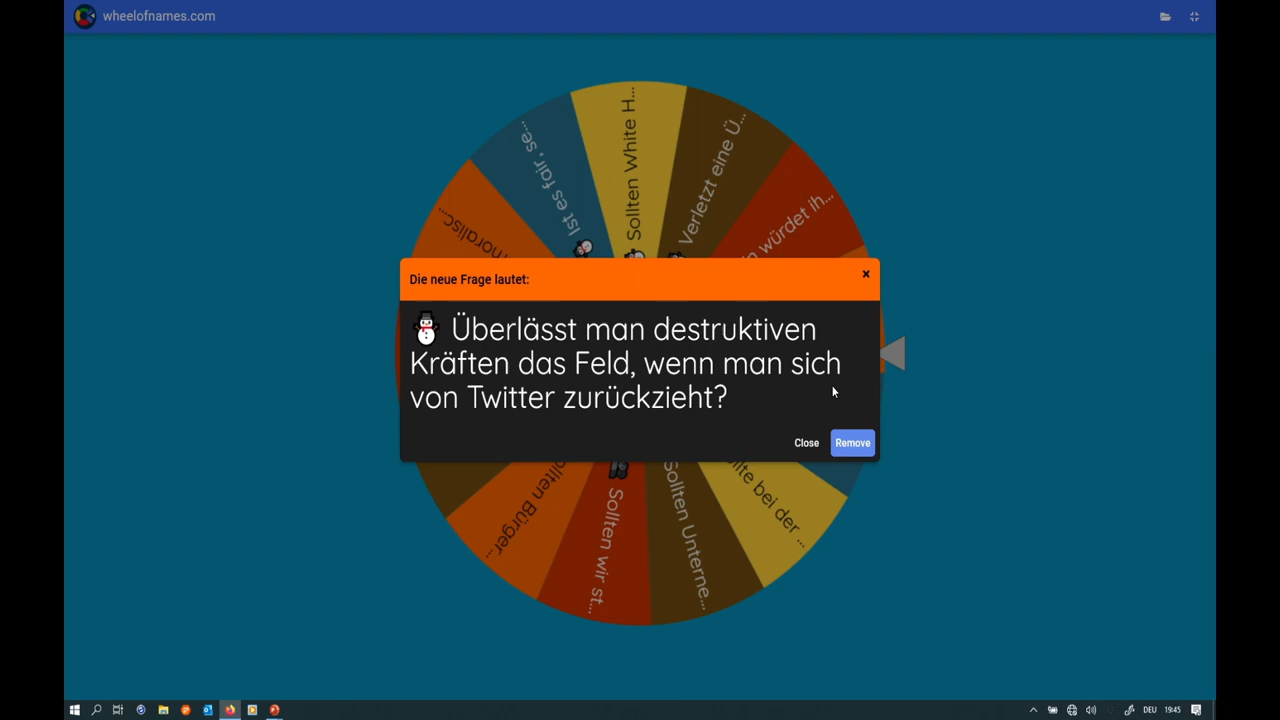 wheelofnames.com
...noralisc
Ist es fair, se...
Sollten White H...
Verletzt eine Ü...
n würdet ih...
Die neue Frage lautet:
Überlässt man destruktiven
Kräften das Feld, wenn man sich
von Twitter zurückzieht?
Close Remove
...ollten Bürger
Sollten wir st...
Sollten Unterne...
llte bei der ...
DEU 19:45